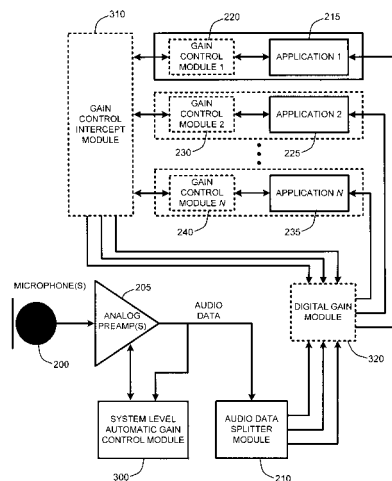 310
220
215
GAIN
CONTROL
MODULE 1
APPLICATION 1
GAIN
CONTROL
INTERCEPT
MODULE
GAIN
CONTROL
MODULE 2
APPLICATION 2
230
225
GAIN
CONTROL
MODULE N
APPLICATION N
240
235
MICROPHONE(S)
205
AUDIO
DATA
ANALOG
PREAMP(S)
DIGITAL GAIN
MODULE
200
320
SYSTEM LEVEL
AUTOMATIC GAIN
CONTROL MODULE
AUDIO DATA
SPLITTER
MODULE
300
210